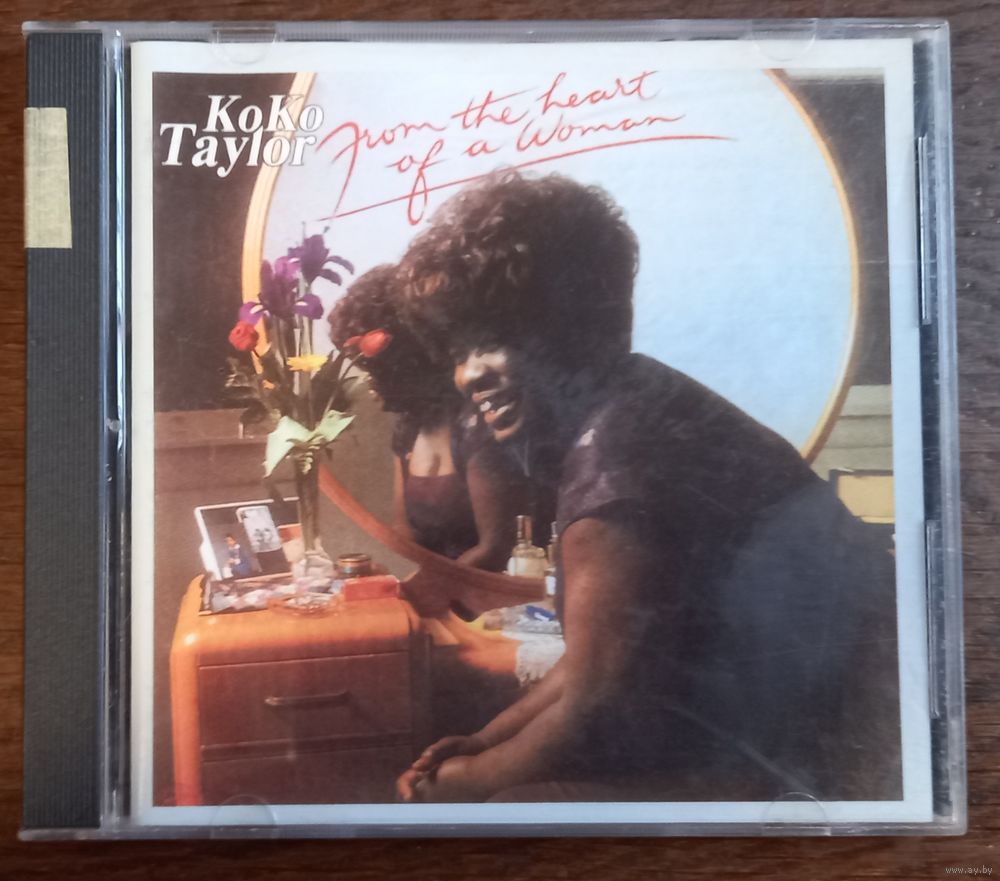 KoKo
Taylor
From the heart
of a Woman
www.ay.by